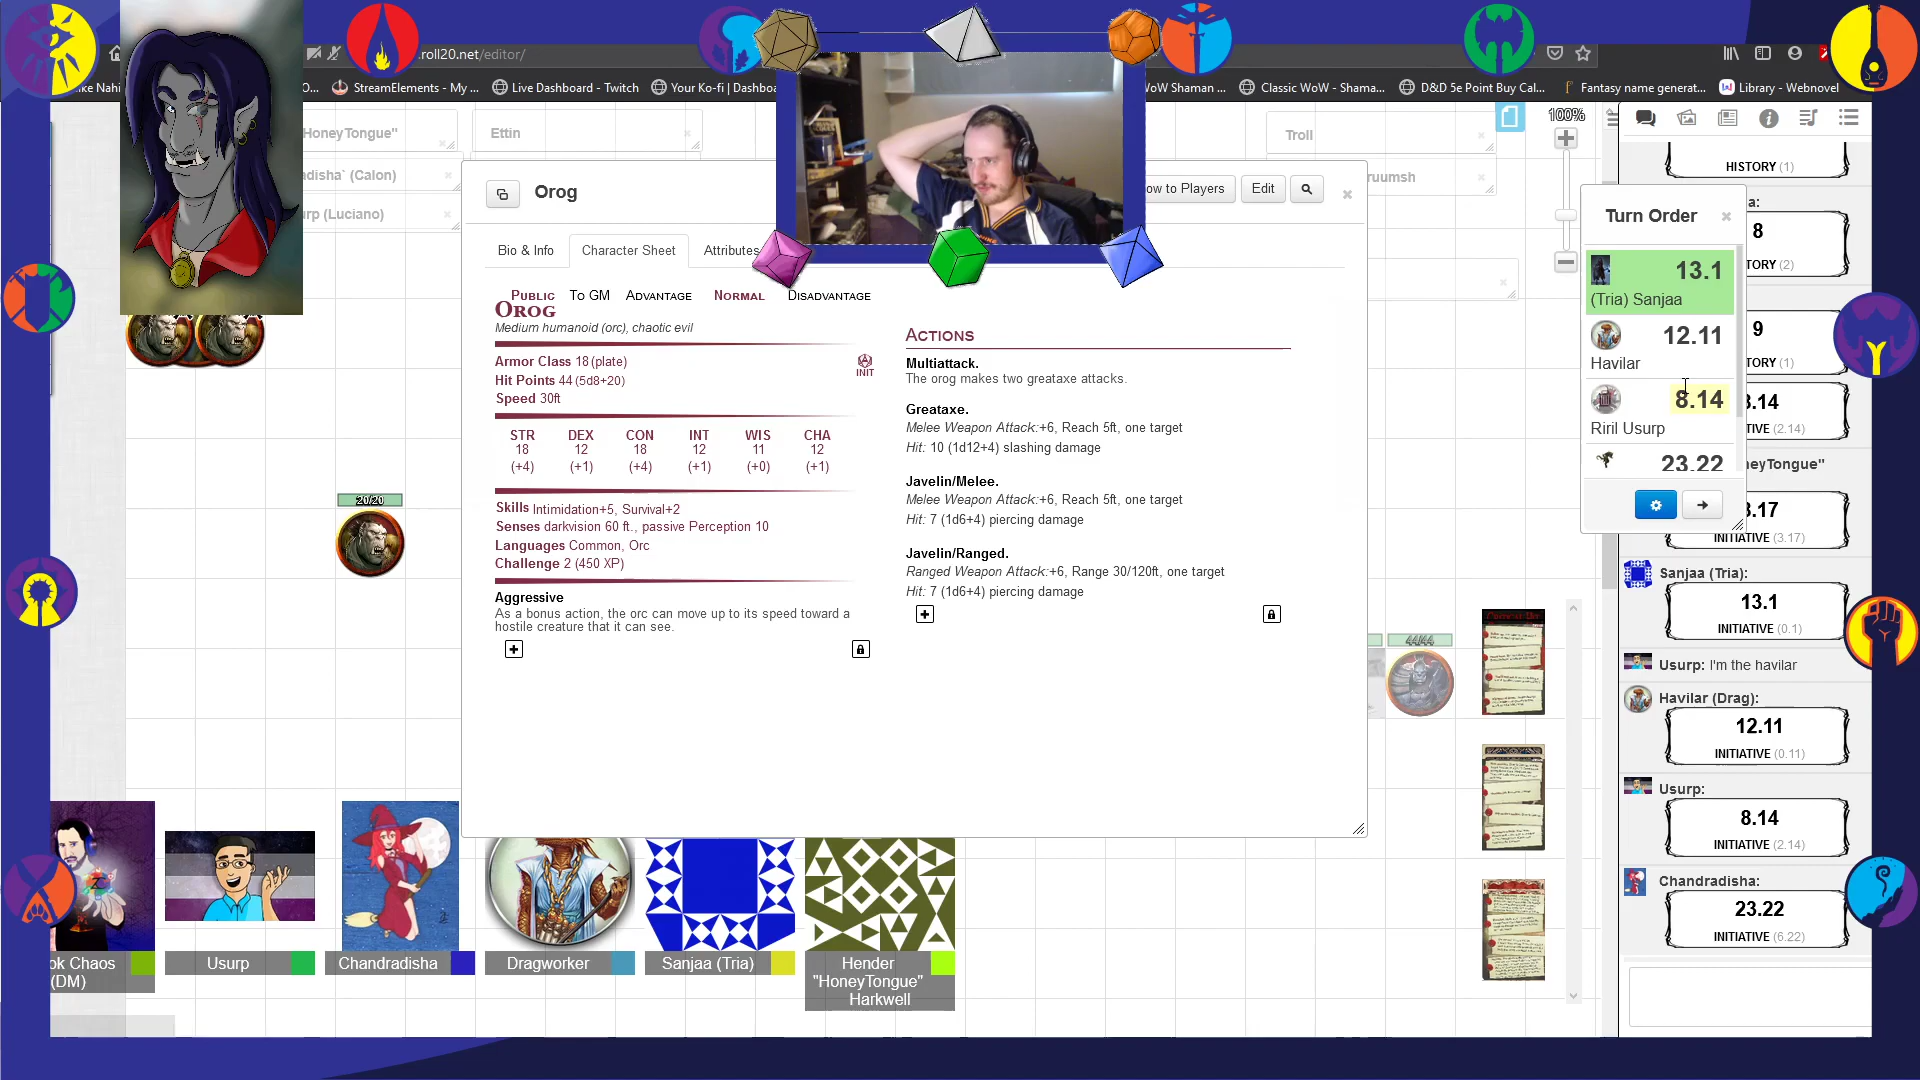 .roll20.net/editor/
StreamElements - My ...
Live Dashboard - Twitch
Your Ko-fi | Dashboa
WoW Shaman ...
Classic WoW - Shama...
D&D 5e Point Buy Cal...
Fantasy name generat...
Library - Webnovel
HoneyTongue"
Ettin
Troll
100%
adisha` (Calon)
ruumsh
urp (Luciano)
Orog
ow to Players
Edit
Bio & Info
Character Sheet
Attributes
Public
To GM
Advantage
Normal
Disadvantage
Orog
Medium humanoid (orc), chaotic evil
Armor Class 18 (plate)
Hit Points 44 (5d8+20)
Speed 30ft
INIT
STR DEX CON INT WIS CHA
18 12 18 12 11 12
(+4) (+1) (+4) (+1) (+0) (+1)
Skills Intimidation+5, Survival+2
Senses darkvision 60 ft., passive Perception 10
Languages Common, Orc
Challenge 2 (450 XP)
Aggressive
As a bonus action, the orc can move up to its speed toward a
hostile creature that it can see.
Actions
Multiattack.
The orog makes two greataxe attacks.
Greataxe.
Melee Weapon Attack:+6, Reach 5ft, one target
Hit: 10 (1d12+4) slashing damage
Javelin/Melee.
Melee Weapon Attack:+6, Reach 5ft, one target
Hit: 7 (1d6+4) piercing damage
Javelin/Ranged.
Ranged Weapon Attack:+6, Range 30/120ft, one target
Hit: 7 (1d6+4) piercing damage
20/20
44/44
Turn Order
13.1
(Tria) Sanjaa
12.11
Havilar
8.14
Riril Usurp
23.22
HISTORY (1)
a:
8
TORY (2)
9
TORY (1)
3.14
IVE (2.14)
neyTongue"
3.17
INITIATIVE (3.17)
Sanjaa (Tria):
13.1
INITIATIVE (0.1)
Usurp: I'm the havilar
Havilar (Drag):
12.11
INITIATIVE (0.11)
Usurp:
8.14
INITIATIVE (2.14)
Chandradisha:
23.22
INITIATIVE (6.22)
ok Chaos
(DM)
Usurp
Chandradisha
Dragworker
Sanjaa (Tria)
Hender
"HoneyTongue"
Harkwell